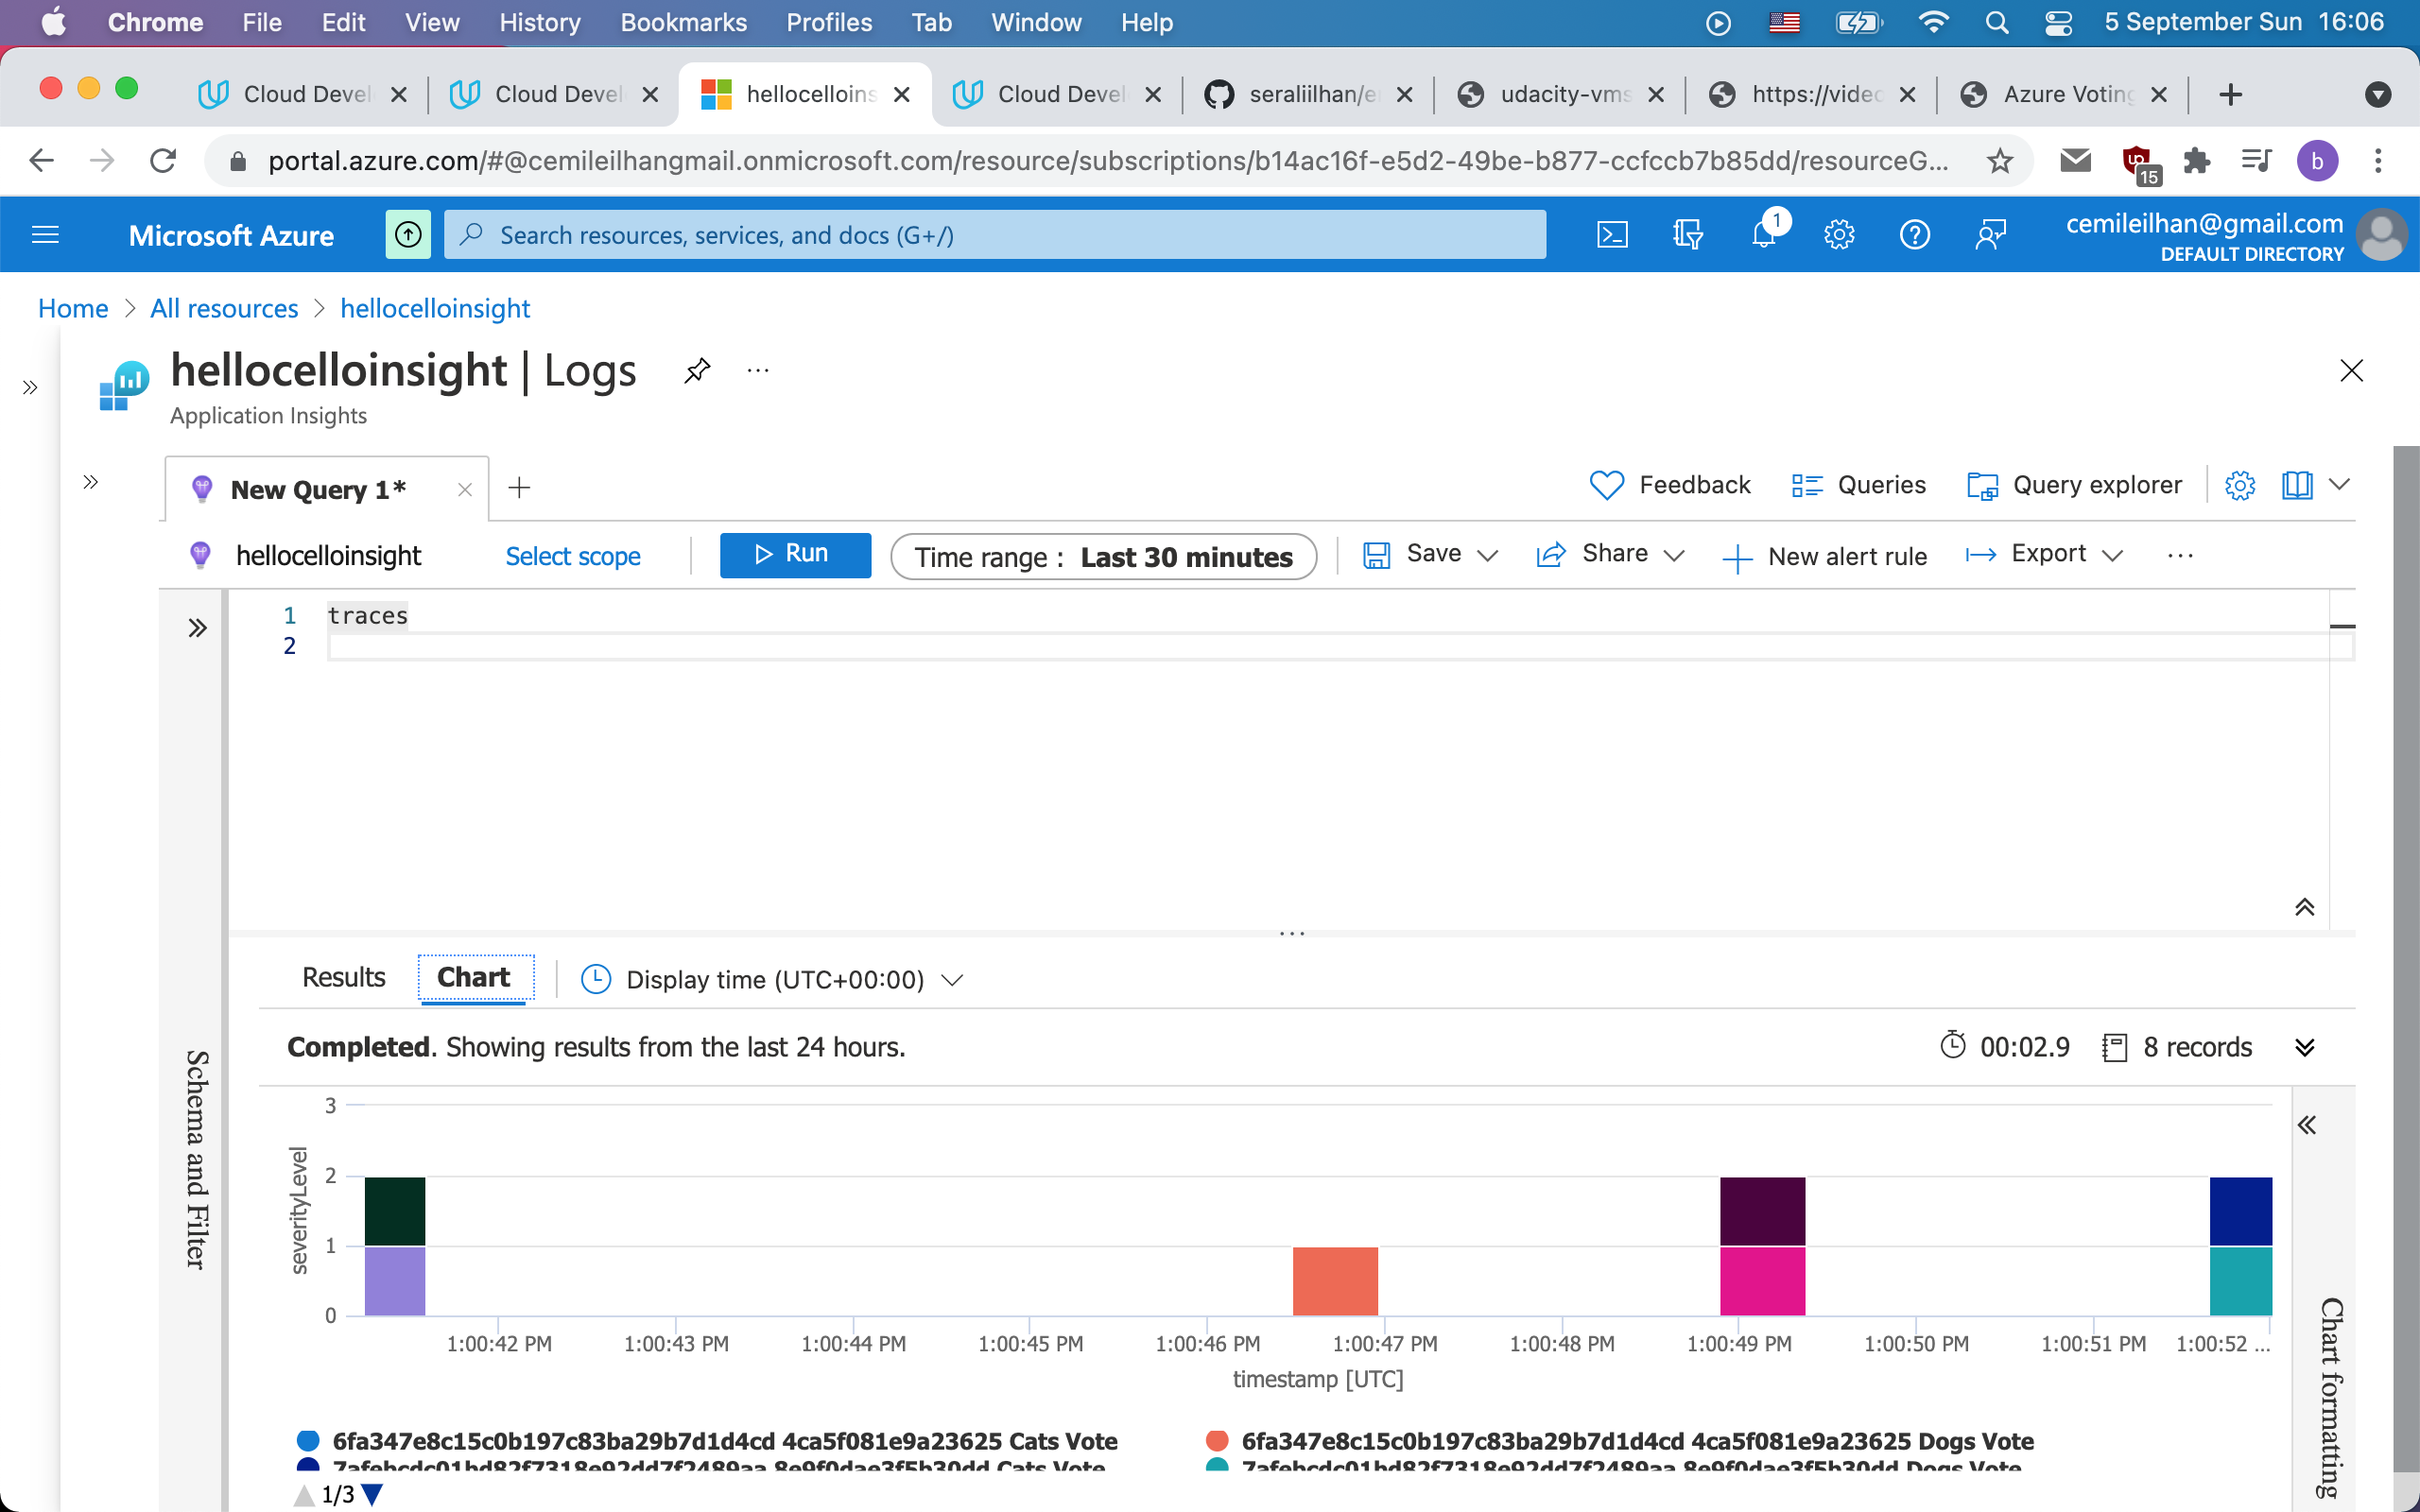 Chrome File Edit View History Bookmarks Profiles Tab Window Help 5 September Sun 16:06
Cloud Devel Cloud Devel hellocelloins Cloud Devel seraliilhan/e udacity-vms https://videc Azure Voting
portal.azure.com/#@cemileilhangmail.onmicrosoft.com/resource/subscriptions/b14ac16f-e5d2-49be-b877-ccfccb7b85dd/resourceG... 15 b
Microsoft Azure Search resources, services, and docs (G+/) 1 cemileilhan@gmail.com
DEFAULT DIRECTORY
Home > All resources > hellocelloinsight
hellocelloinsight | Logs ...
Application Insights
New Query 1* Feedback Queries Query explorer
hellocelloinsight Select scope Run Time range : Last 30 minutes Save Share New alert rule Export ...
1 traces
2
Results Chart Display time (UTC+00:00)
Completed. Showing results from the last 24 hours. 00:02.9 8 records
Schema and Filter
3
2
1
0
severityLevel
1:00:42 PM 1:00:43 PM 1:00:44 PM 1:00:45 PM 1:00:46 PM 1:00:47 PM 1:00:48 PM 1:00:49 PM 1:00:50 PM 1:00:51 PM 1:00:52 ...
timestamp [UTC]
Chart formatting
6fa347e8c15c0b197c83ba29b7d1d4cd 4ca5f081e9a23625 Cats Vote 6fa347e8c15c0b197c83ba29b7d1d4cd 4ca5f081e9a23625 Dogs Vote
7afebcdc01bd82f7318e92dd7f2489aa 8e9f0dae3f5b30dd Cats Vote 7afebcdc01bd82f7318e92dd7f2489aa 8e9f0dae3f5b30dd Dogs Vote
1/3